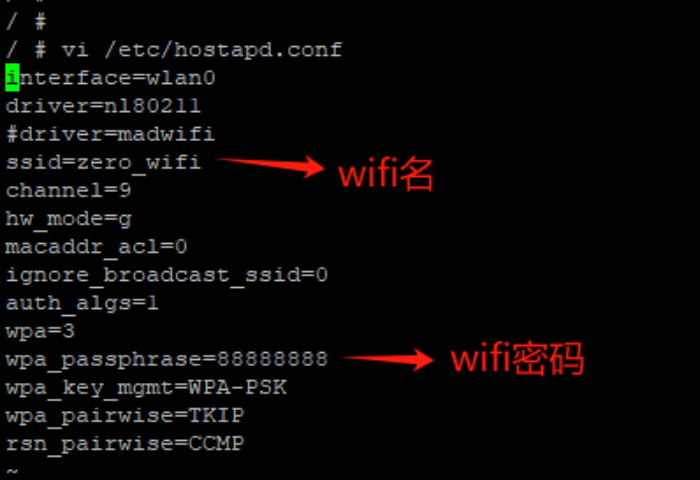 / #
/ #
/ # vi /etc/hostapd.conf
interface=wlan0
driver=nl80211
#driver=madwifi
ssid=zero_wifi
wifi名
channel=9
hw_mode=g
macaddr_acl=0
ignore_broadcast_ssid=0
auth_algs=1
wpa=3
wpa_passphrase=88888888
wifi密码
wpa_key_mgmt=WPA-PSK
wpa_pairwise=TKIP
rsn_pairwise=CCMP
~